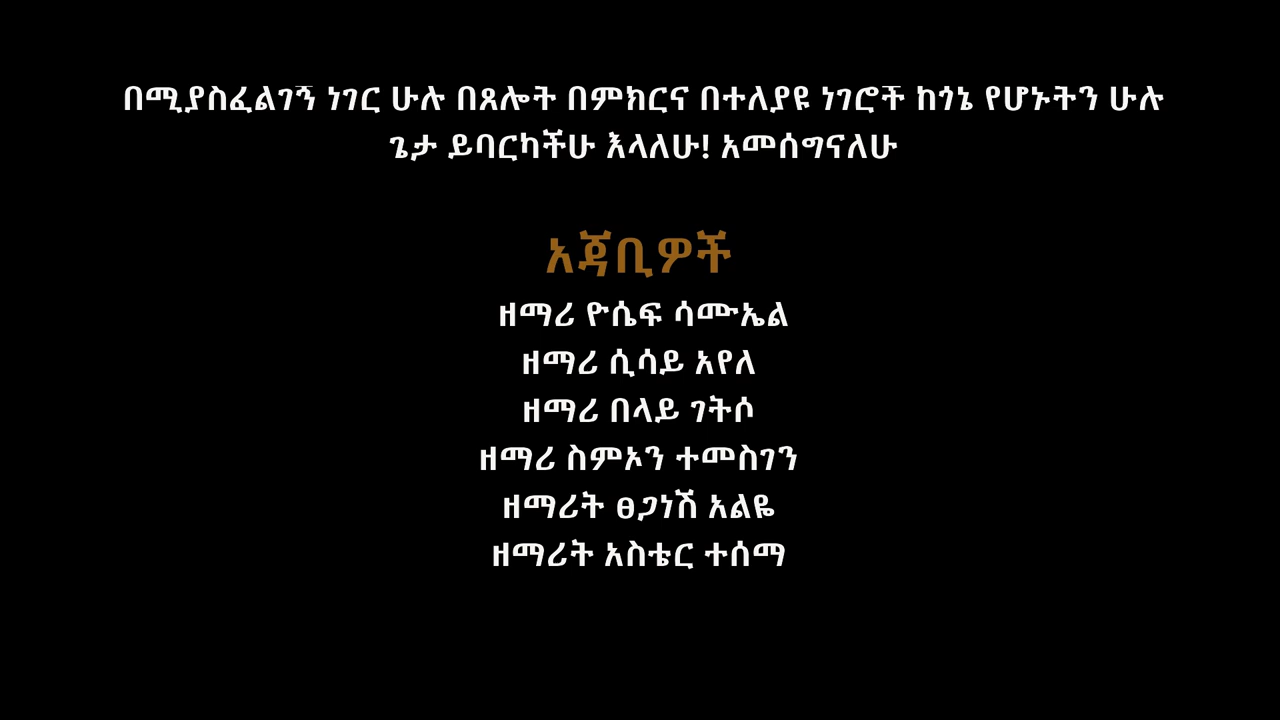 በሚያስፈልገኝ ነገር ሁሉ በጸሎት በምክርና በተለያዩ ነገሮች ከጎኔ የሆኑትን ሁሉ
ጌታ ይባርካችሁ እላለሁ! አመሰግናለሁ
አጃቢዎች
ዘማሪ ዮሴፍ ሳሙኤል
ዘማሪ ሲሳይ አየለ
ዘማሪ በላይ ገትሶ
ዘማሪ ስምኦን ተመስገን
ዘማሪት ፀጋነሽ አልዬ
ዘማሪት አስቴር ተሰማ